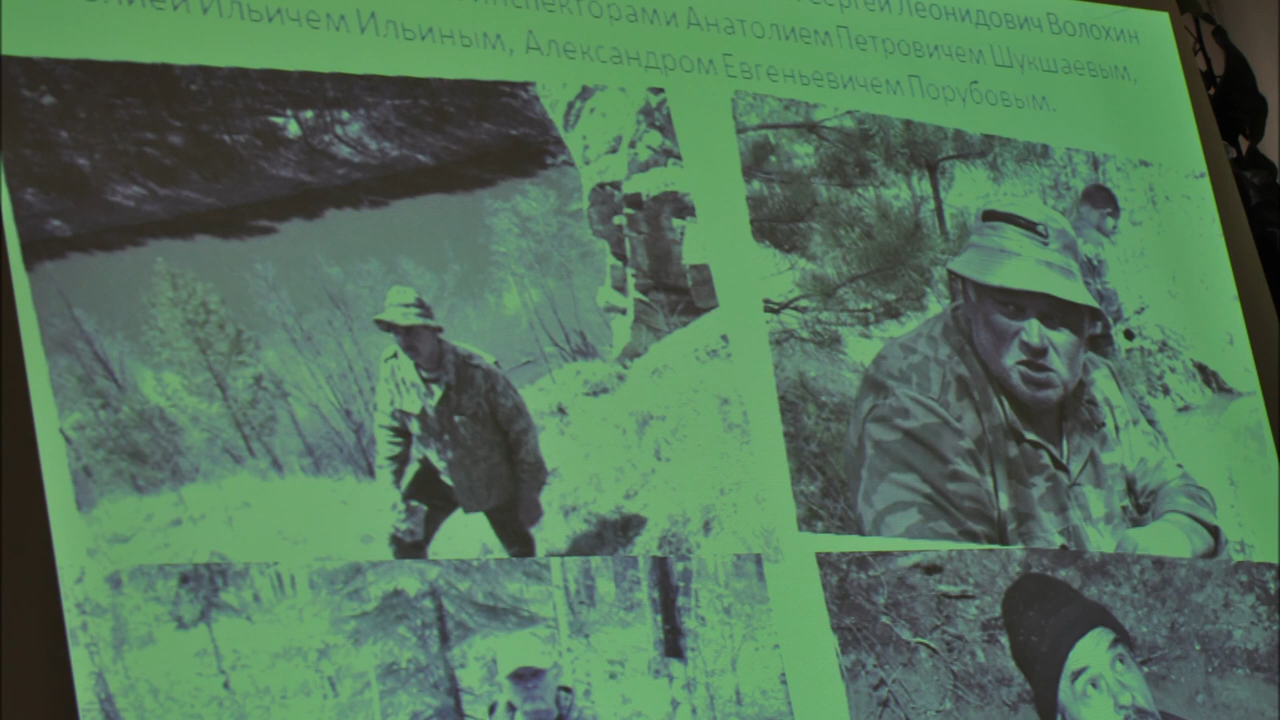 Сергей Леонидович Волохин
инспекторами Анатолием Петровичем Шукшаевым,
Ильичем Ильиным, Александром Евгеньевичем Порубовым.